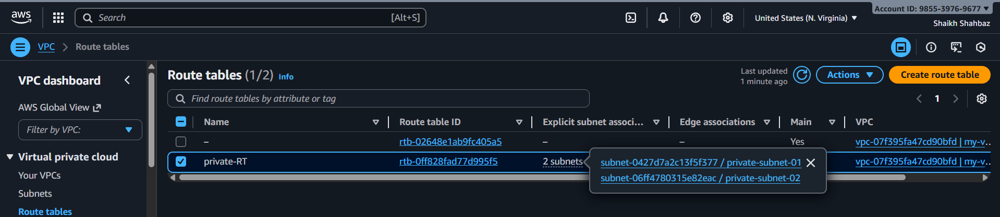 aws
Search
[Alt+S]
United States (N. Virginia)
Account ID: 9855-3976-9677
Shaikh Shahbaz
VPC
Route tables
VPC dashboard
AWS Global View
Filter by VPC:
Virtual private cloud
Your VPCs
Subnets
Route tables
Route tables (1/2) Info
Last updated
1 minute ago
Actions
Create route table
Find route tables by attribute or tag
1
Name Route table ID Explicit subnet associ... Edge associations Main VPC
– rtb-02648e1ab9fc405a5 – – Yes vpc-07f395fa47cd90bfd | my-v...
private-RT rtb-0ff828fad77d995f5 2 subnets vpc-07f395fa47cd90bfd | my-v...
subnet-0427d7a2c13f5f377 / private-subnet-01
subnet-06ff4780315e82eac / private-subnet-02